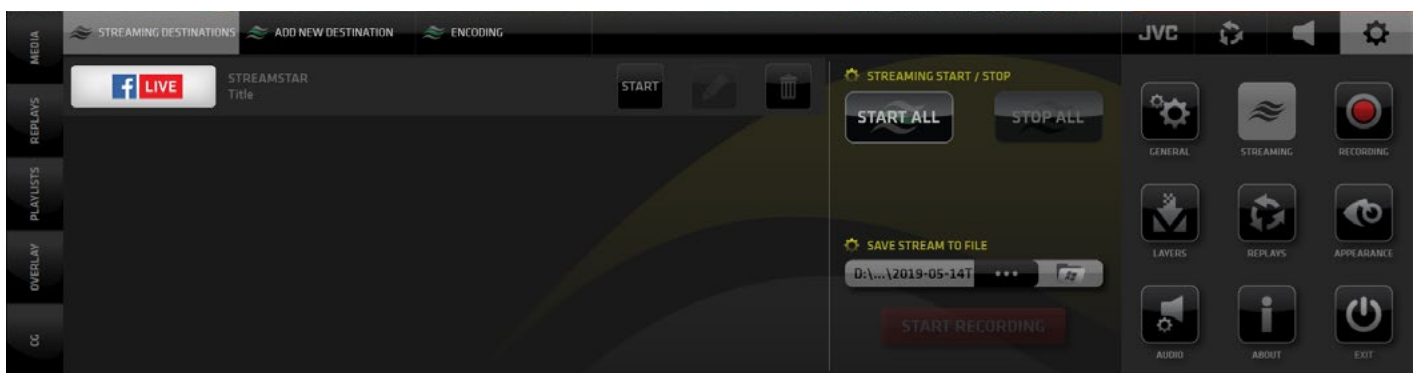 MEDIA
REPLAYS
PLAYLISTS
OVERLAY
CG
STREAMING DESTINATIONS
ADD NEW DESTINATION
ENCODING
f LIVE
STREAMSTAR
Title
START
STREAMING START / STOP
START ALL
STOP ALL
SAVE STREAM TO FILE
D:\...\2019-05-14T
•••
START RECORDING
JVC
GENERAL
STREAMING
RECORDING
LAYERS
REPLAYS
APPEARANCE
AUDIO
ABOUT
EXIT